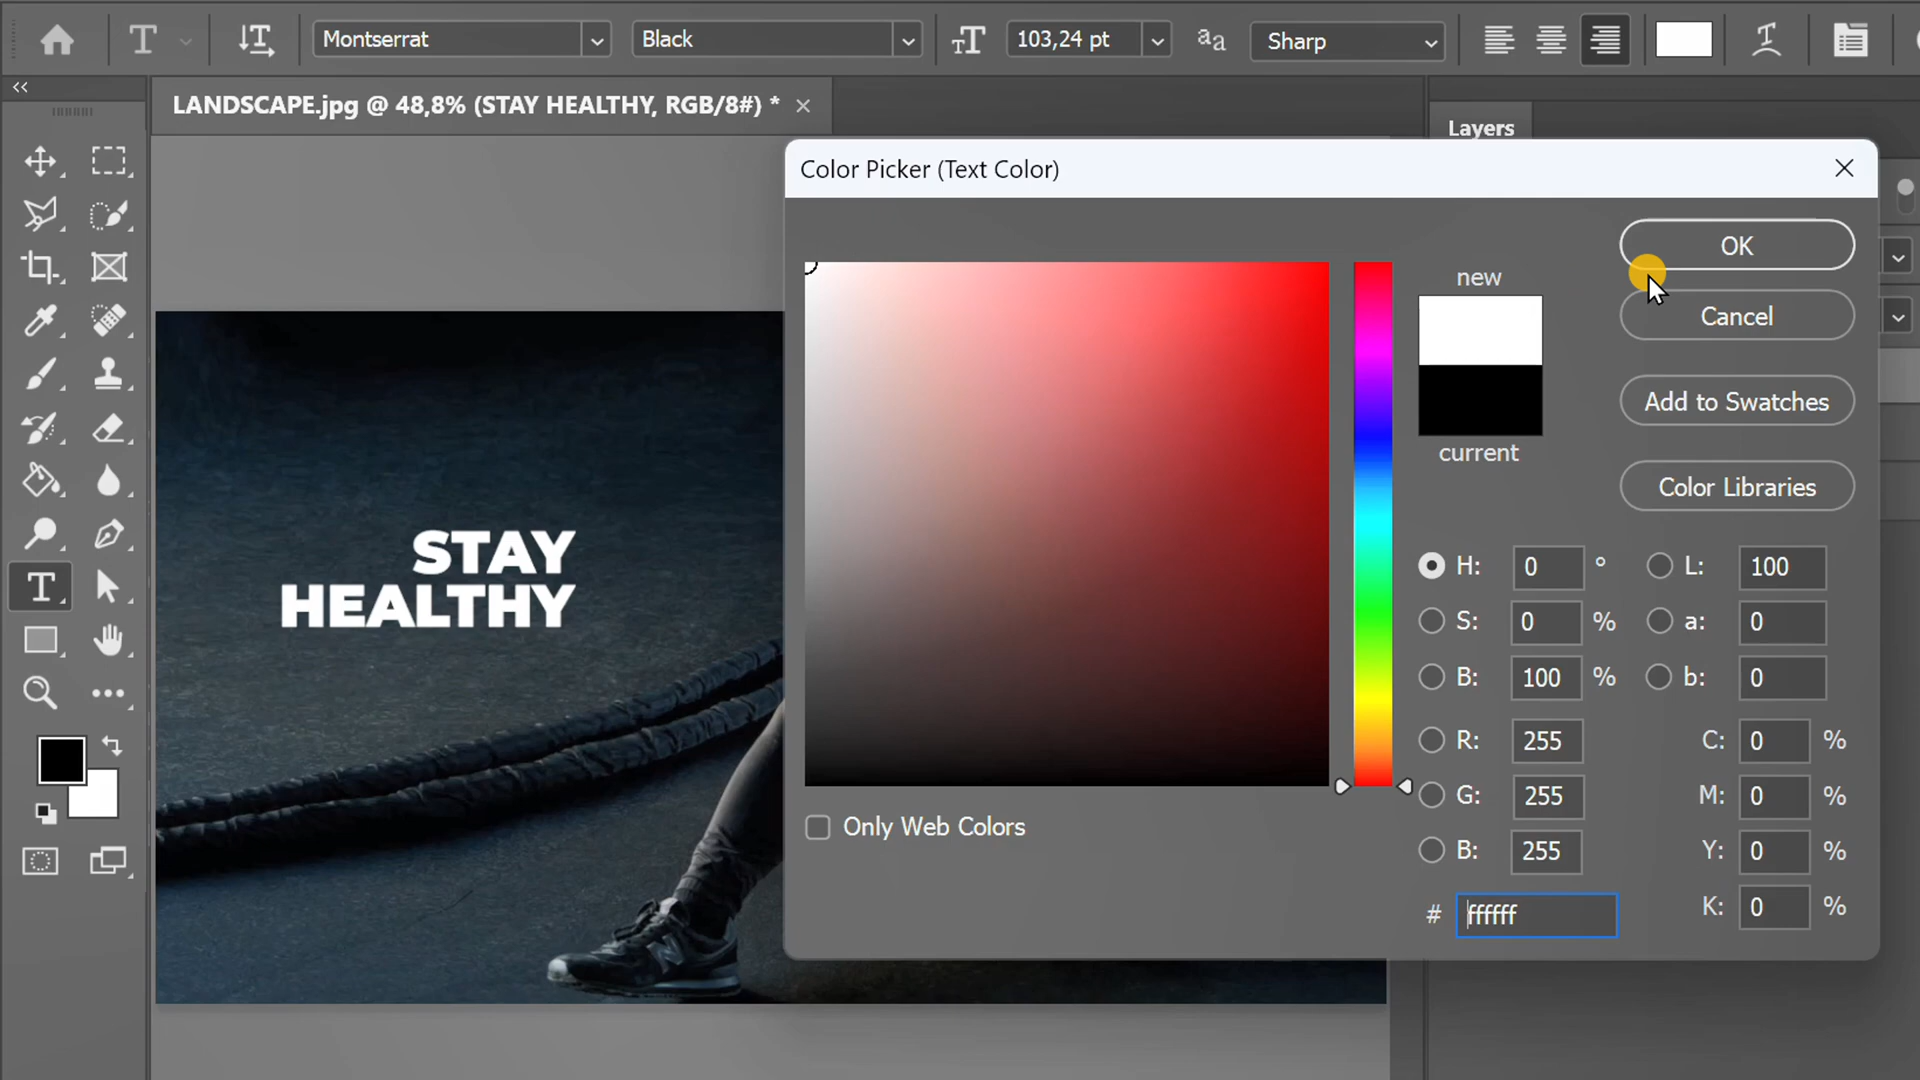 Montserrat
Black
103,24 pt
aa
Sharp
LANDSCAPE.jpg @ 48,8% (STAY HEALTHY, RGB/8#) *
Layers
Color Picker (Text Color)
OK
new
Cancel
Add to Swatches
current
Color Libraries
STAY
HEALTHY
H: 0 °
L: 100
S: 0 %
a: 0
B: 100 %
b: 0
R: 255
C: 0 %
G: 255
M: 0 %
B: 255
Y: 0 %
# ffffff
K: 0 %
Only Web Colors